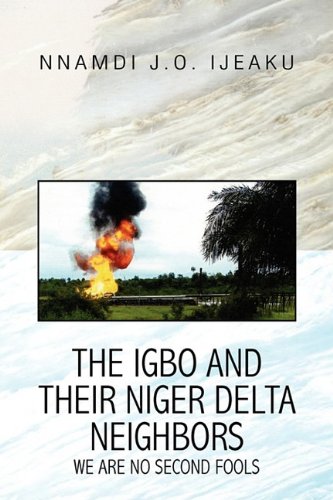 NNAMDI J.O. IJEAKU
THE IGBO AND
THEIR NIGER DELTA
NEIGHBORS
WE ARE NO SECOND FOOLS